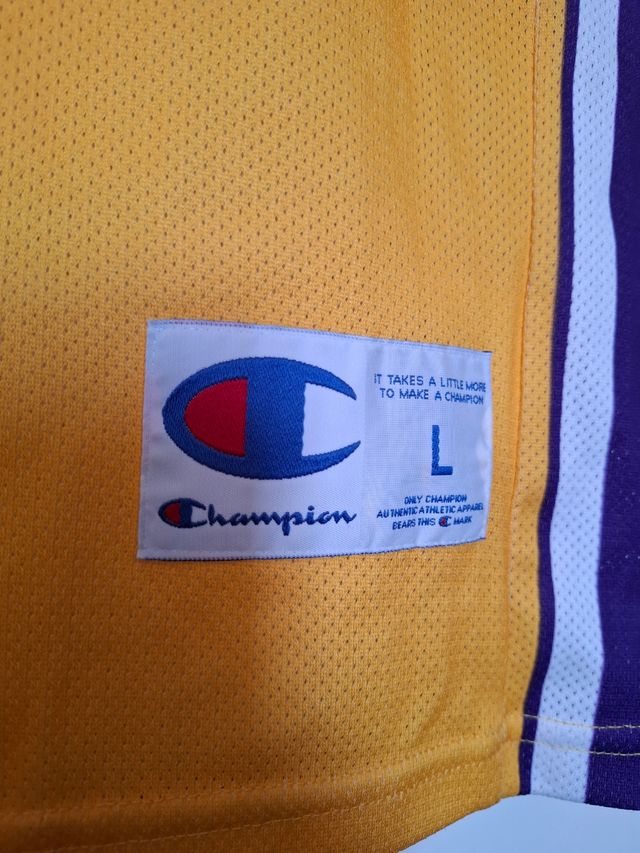 Champion
IT TAKES A LITTLE MORE
TO MAKE A CHAMPION
L
ONLY CHAMPION
AUTHENTIC ATHLETIC APPAREL
BEARS THIS C MARK